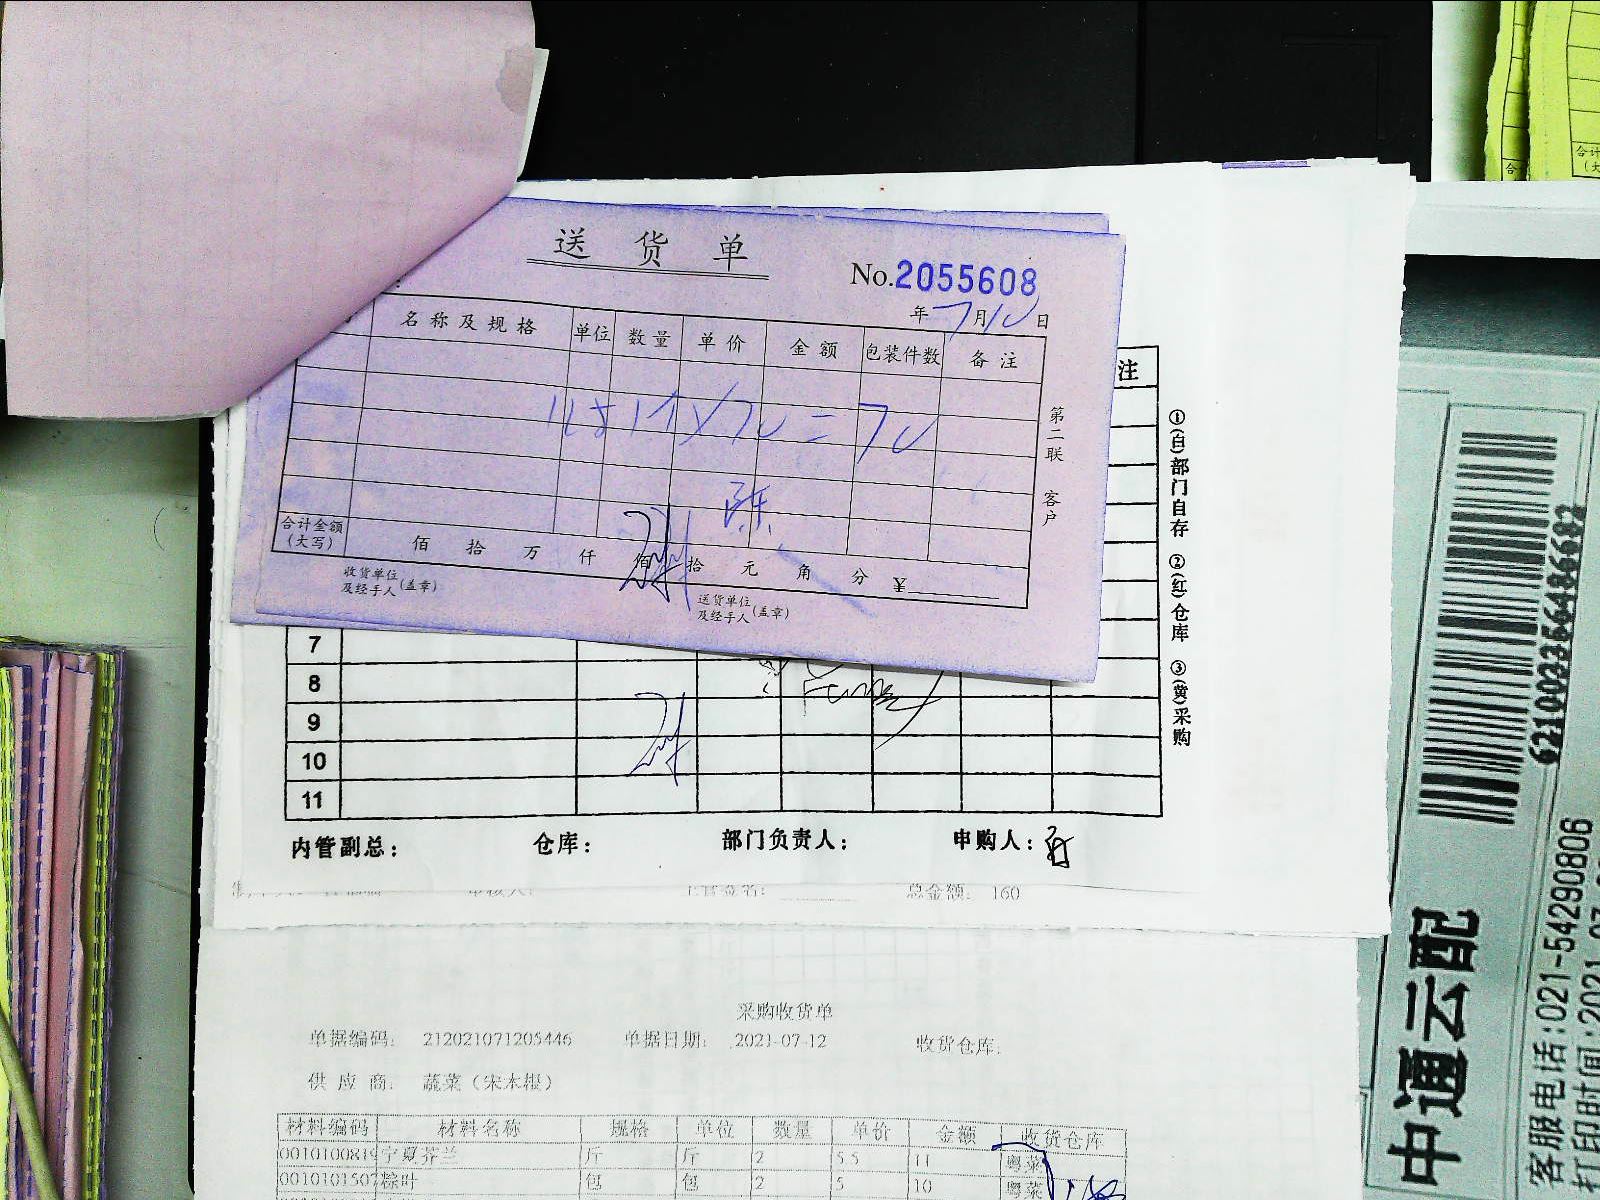 送货单
No.2055608
年7月10日
名称及规格 单位 数量 单价 金额 包装件数 备注
70=70
陈
合计金额
(大写)
佰 拾 万 仟 佰 拾 元 角 分 ¥
收货单位
及经手人(盖章)
送货单位
及经手人(盖章)
第二联 客户
注
①(白)部门自存 ②(红)仓库 ③(黄)采购
7
8
9
10
11
内管副总: 仓库: 部门负责人: 申购人:
总金额: 160
采购收货单
单据编码: 212021071205446 单据日期: 2021-07-12 收货仓库:
供应商: 蔬菜(宋本根)
材料编码 材料名称 规格 单位 数量 单价 金额 收货仓库
0010100819 宁夏芥兰 斤 斤 2 5.5 11 粤菜
0010101507 粽叶 包 包 2 5 10 粤菜
中通云配
客服电话:021-54290806
合计